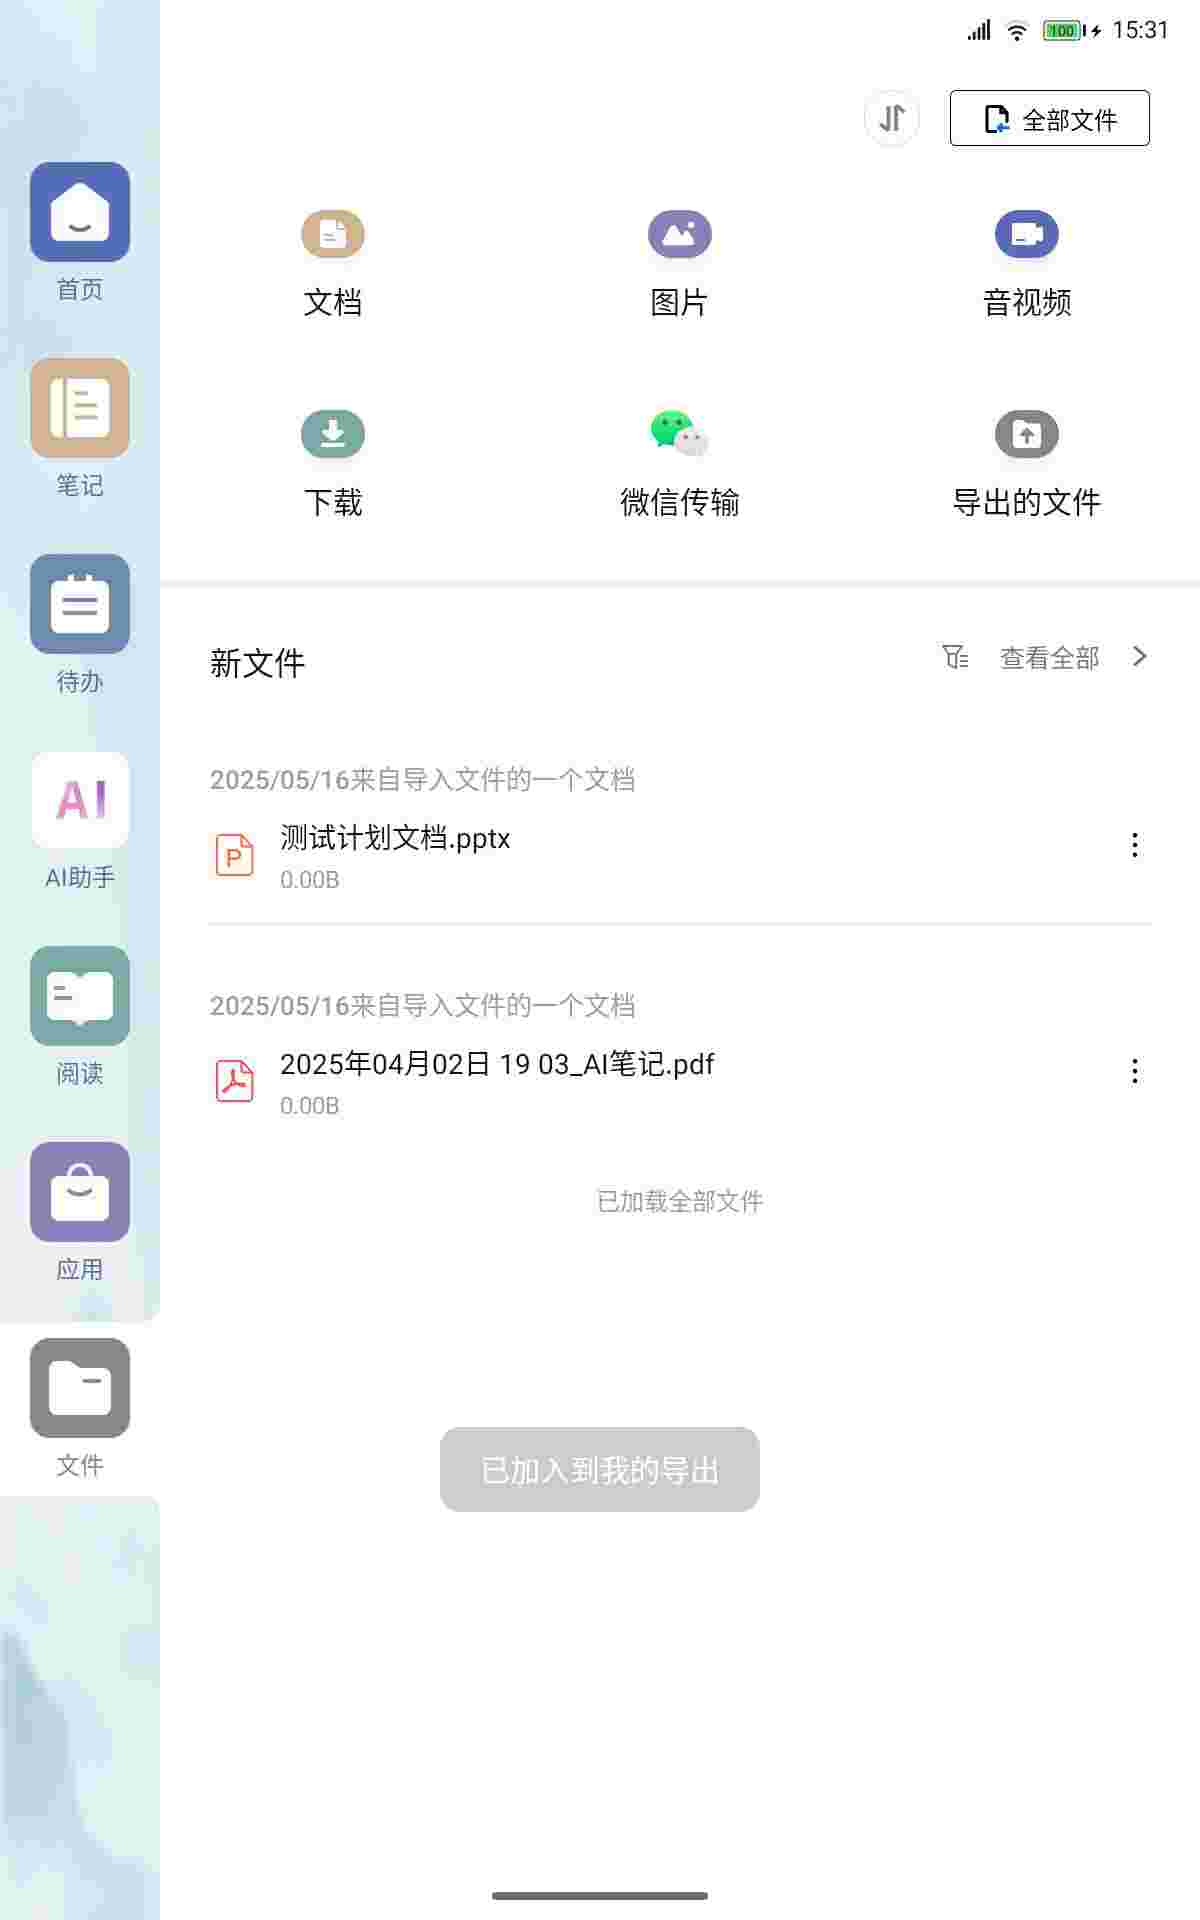 100 15:31
全部文件
首页
笔记
待办
AI
AI助手
阅读
应用
文件
文档 图片 音视频
下载 微信传输 导出的文件
新文件 查看全部
2025/05/16来自导入文件的一个文档
P
测试计划文档.pptx
0.00B
2025/05/16来自导入文件的一个文档
2025年04月02日 19 03_AI笔记.pdf
0.00B
已加载全部文件
已加入到我的导出